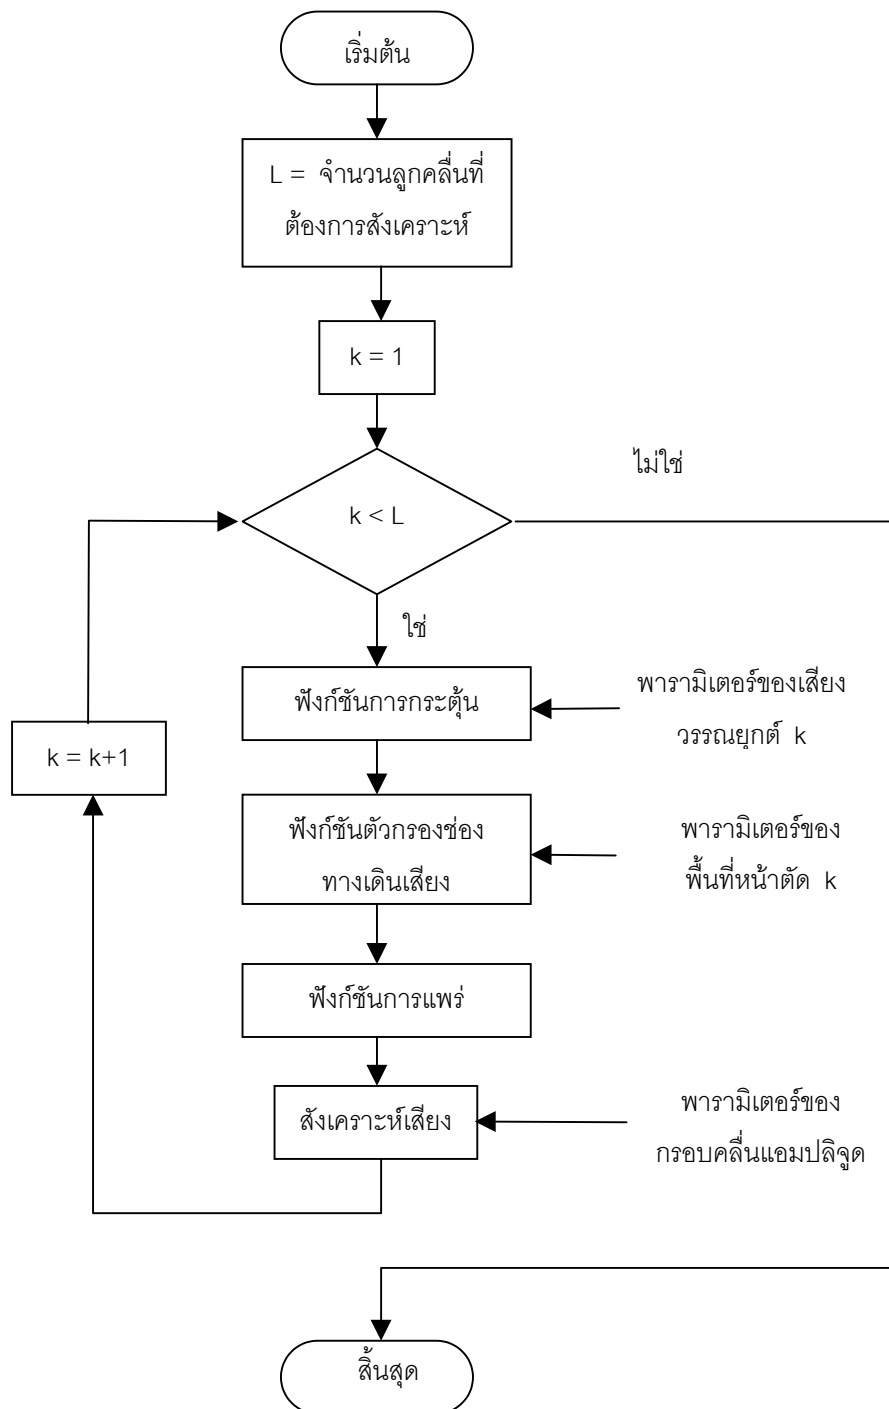 เริ่มต้น
L = จำนวนลูกคลื่นที่
ต้องการสังเคราะห์
k = 1
ไม่ใช่
k < L
ใช่
ฟังก์ชันการกระตุ้น
พารามิเตอร์ของเสียง
วรรณยุกต์ k
k = k+1
ฟังก์ชันตัวกรองช่อง
ทางเดินเสียง
พารามิเตอร์ของ
พื้นที่หน้าตัด k
ฟังก์ชันการแพร่
สังเคราะห์เสียง
พารามิเตอร์ของ
กรอบคลื่นแอมปลิจูด
สิ้นสุด